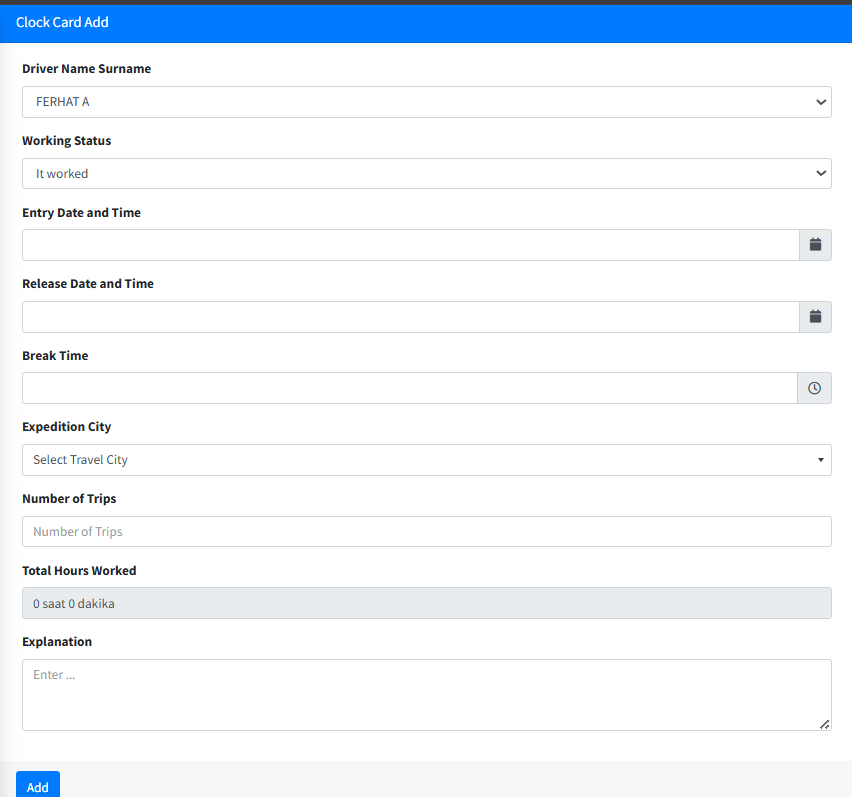 Clock Card Add
Driver Name Surname
FERHAT A
Working Status
It worked
Entry Date and Time
Release Date and Time
Break Time
Expedition City
Select Travel City
Number of Trips
Number of Trips
Total Hours Worked
0 saat 0 dakika
Explanation
Enter ...
Add